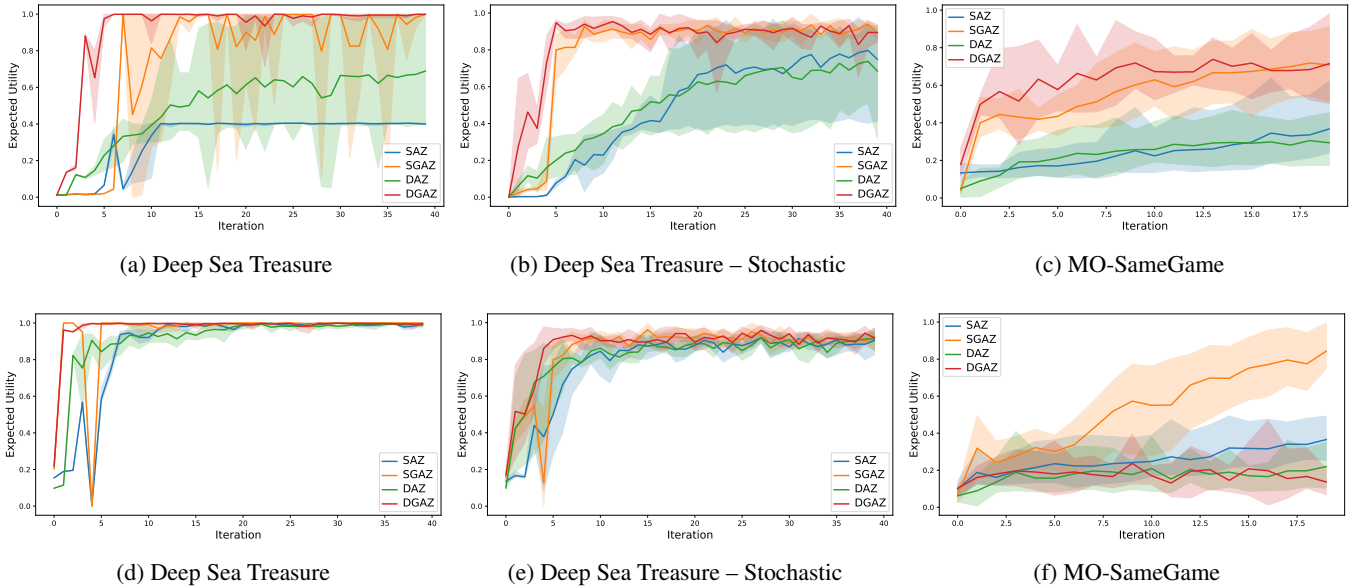 1.0
0.8
0.6
0.4
0.2
0.0
Expected Utility
0 5 10 15 20 25 30 35 40
Iteration
SAZ
SGAZ
DAZ
DGAZ
(a) Deep Sea Treasure
1.0
0.8
0.6
0.4
0.2
0.0
Expected Utility
0 5 10 15 20 25 30 35 40
Iteration
SAZ
SGAZ
DAZ
DGAZ
(b) Deep Sea Treasure – Stochastic
1.0
0.8
0.6
0.4
0.2
0.0
Expected Utility
0.0 2.5 5.0 7.5 10.0 12.5 15.0 17.5
Iteration
SAZ
SGAZ
DAZ
DGAZ
(c) MO-SameGame
1.0
0.8
0.6
0.4
0.2
0.0
Expected Utility
0 5 10 15 20 25 30 35 40
Iteration
SAZ
SGAZ
DAZ
DGAZ
(d) Deep Sea Treasure
1.0
0.8
0.6
0.4
0.2
0.0
Expected Utility
0 5 10 15 20 25 30 35 40
Iteration
SAZ
SGAZ
DAZ
DGAZ
(e) Deep Sea Treasure – Stochastic
1.0
0.8
0.6
0.4
0.2
0.0
Expected Utility
0.0 2.5 5.0 7.5 10.0 12.5 15.0 17.5
Iteration
SAZ
SGAZ
DAZ
DGAZ
(f) MO-SameGame